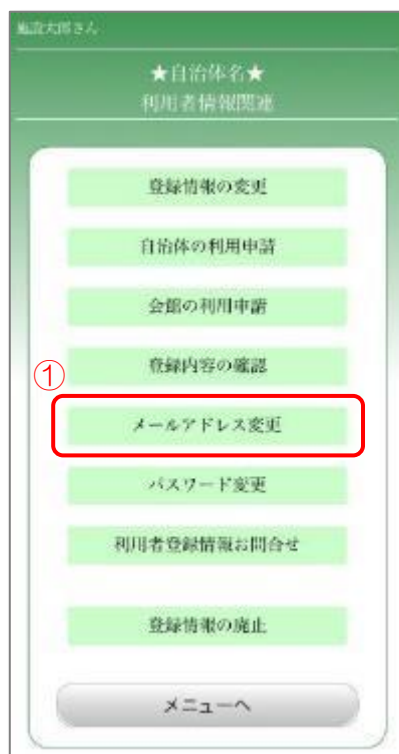 施設太郎さん
★自治体名★
利用者情報関連
登録情報の変更
自治体の利用申請
会館の利用申請
登録内容の確認
①
メールアドレス変更
パスワード変更
利用者登録情報お問合せ
登録情報の廃止
メニューへ